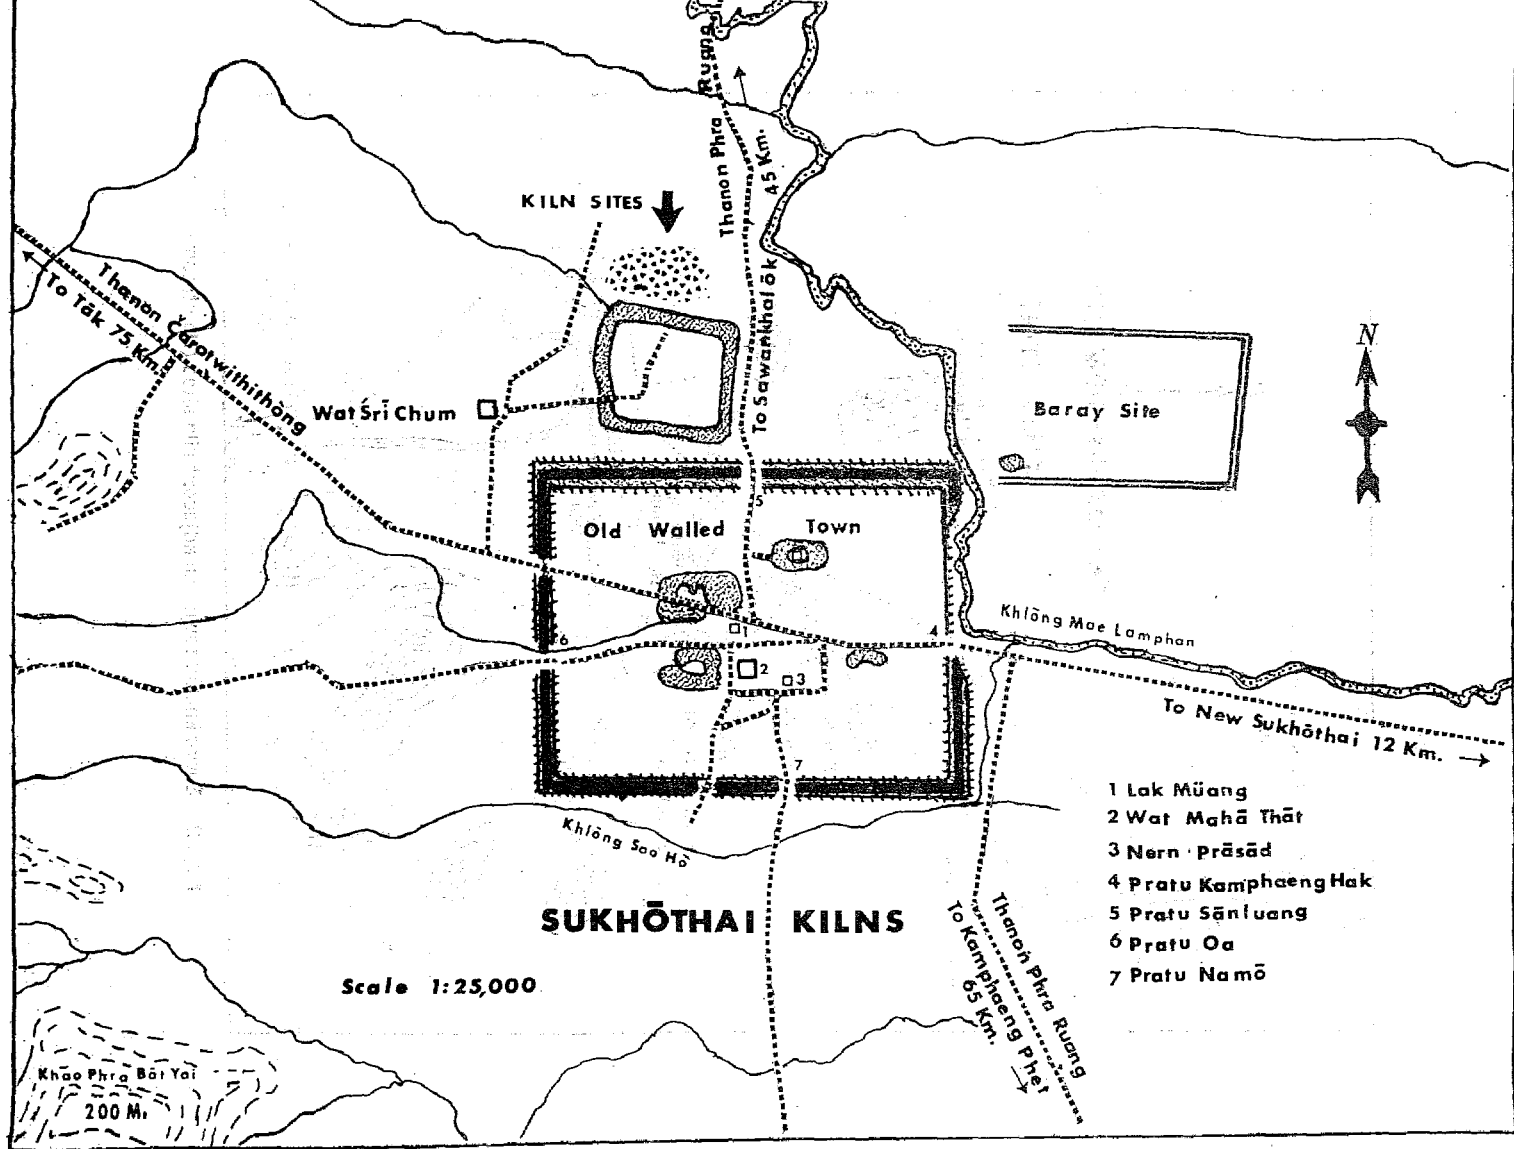 Thanon Phra Ruang
To Sawankhalōk 45 Km.
KILN SITES
Thanon Čarotwithithòng
To Tāk 75 Km.
Wat Śrī Chum
N
Baray Site
5
Old Walled Town
Khlōng Mae Lamphan
1
6
4
2
3
To New Sukhōthai 12 Km.
7
Khlōng Sao Hò
1 Lak Müang
2 Wat Mahā Thāt
3 Nern Prāsād
4 Pratu Kamphaeng Hak
5 Pratu Sānluang
6 Pratu Oa
7 Pratu Namō
SUKHŌTHAI KILNS
Scale 1:25,000
Thanon Phra Ruang
To Kamphaeng Phet
65 Km.
Khāo Phra Bāt Yai
200 M.